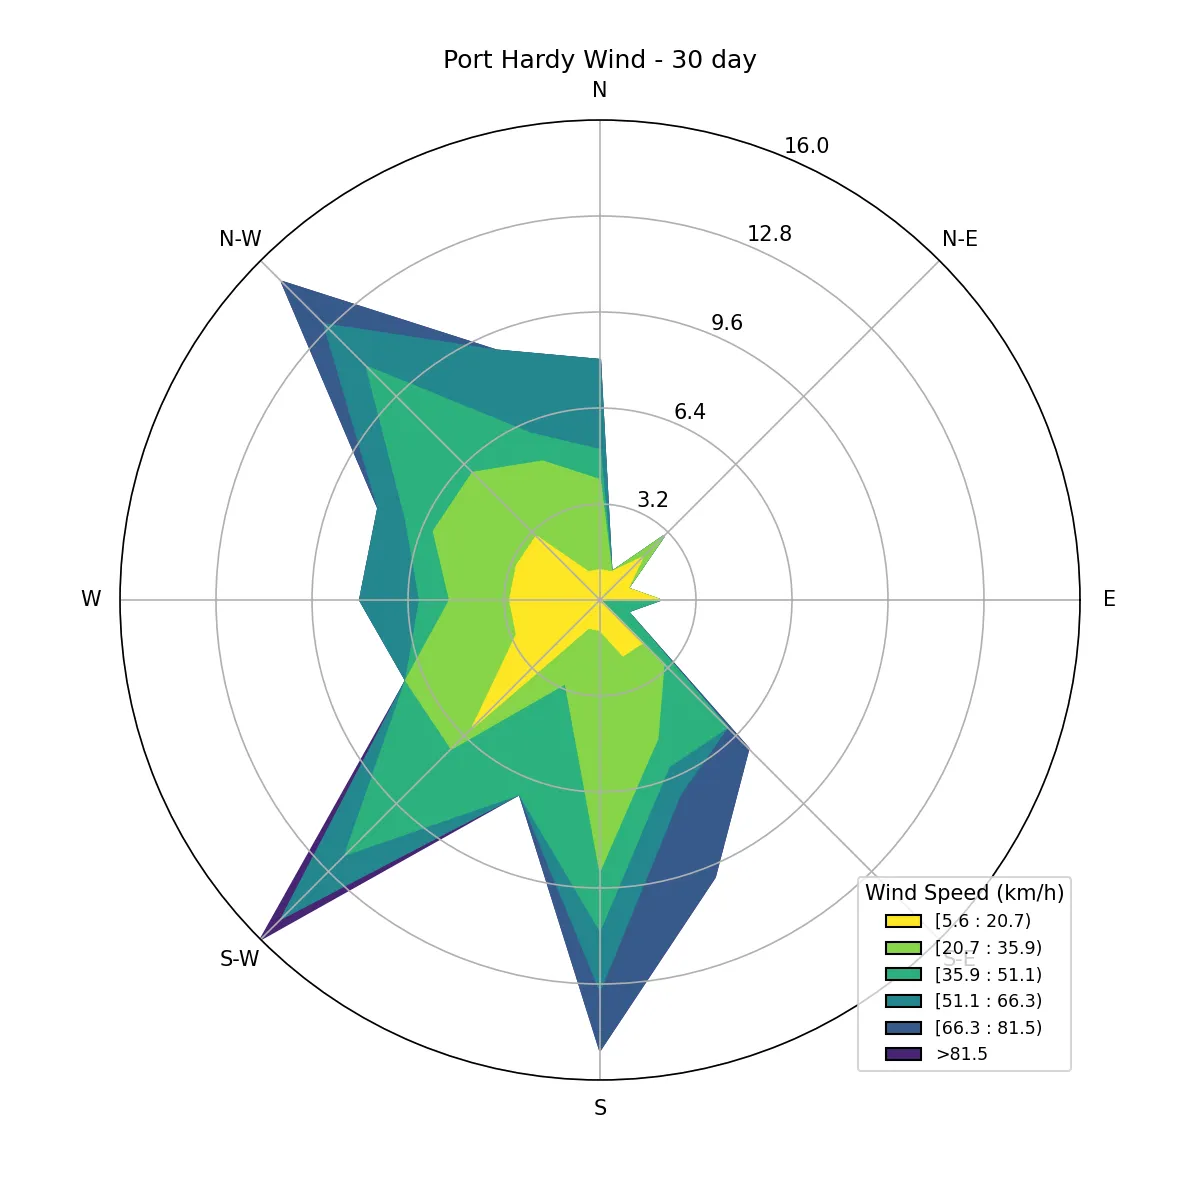 Port Hardy Wind - 30 day
N
16.0
12.8
N-W
N-E
9.6
6.4
3.2
W
E
S-W
S-E
S
Wind Speed (km/h)
[5.6 : 20.7)
[20.7 : 35.9)
[35.9 : 51.1)
[51.1 : 66.3)
[66.3 : 81.5)
>81.5